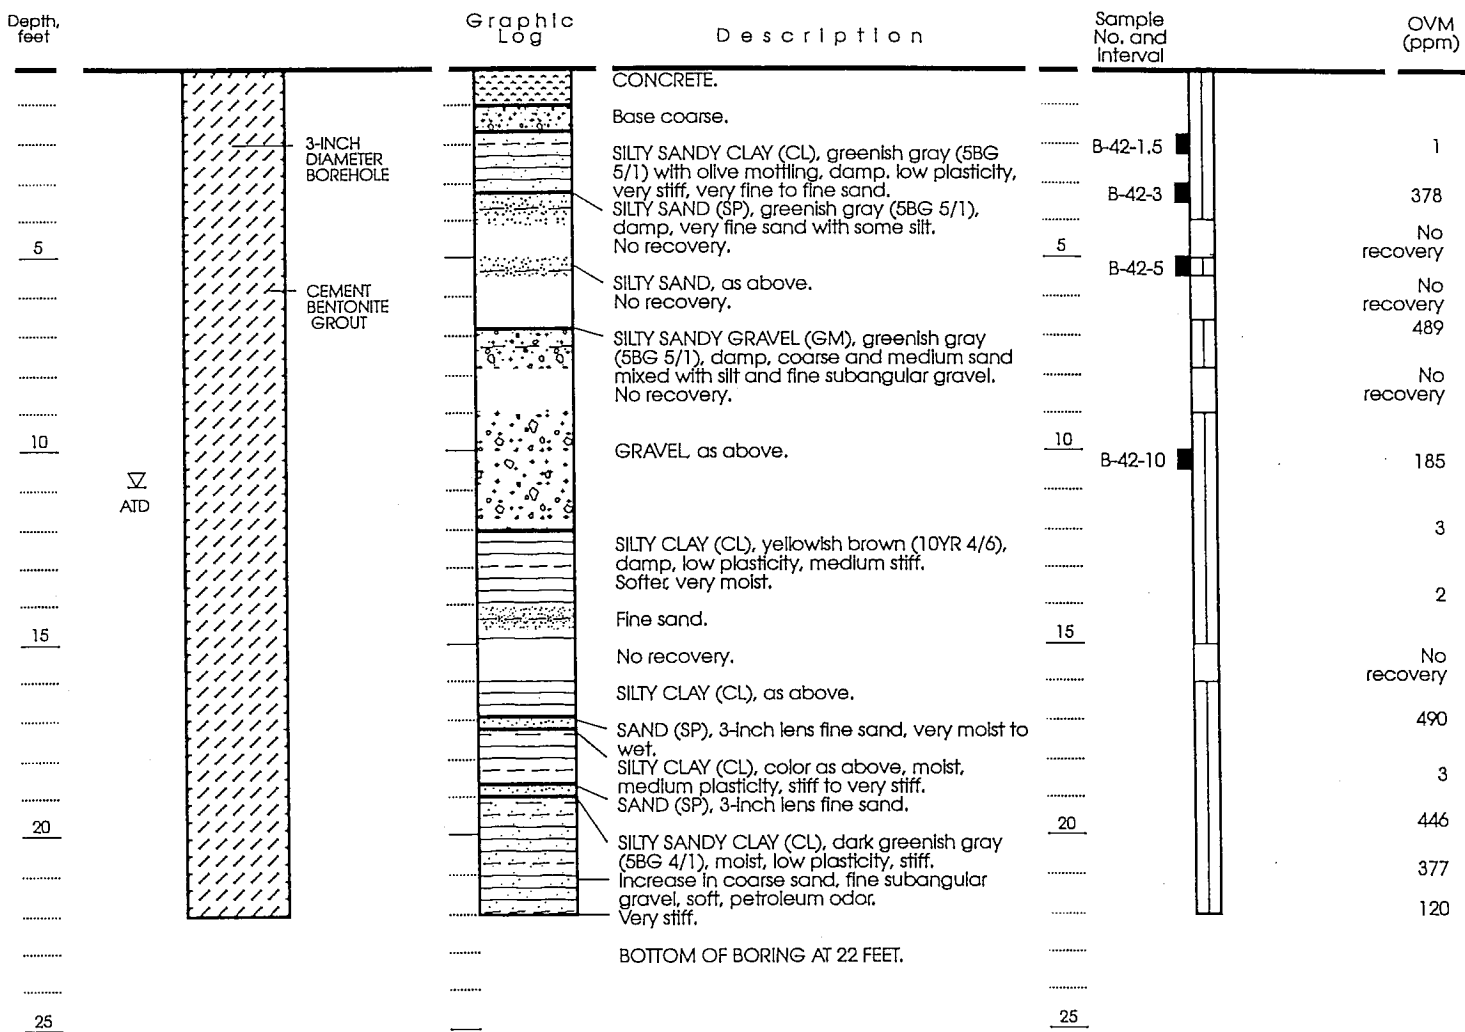 Depth,
feet
Graphic
Log
Description
Sample
No. and
Interval
OVM
(ppm)
CONCRETE.
Base coarse.
3-INCH
DIAMETER
BOREHOLE
SILTY SANDY CLAY (CL), greenish gray (5BG
5/1) with olive mottling, damp. low plasticity,
very stiff, very fine to fine sand.
B-42-1.5
1
B-42-3
378
SILTY SAND (SP), greenish gray (5BG 5/1),
damp, very fine sand with some silt.
No recovery.
No
recovery
5
5
B-42-5
CEMENT
BENTONITE
GROUT
SILTY SAND, as above.
No recovery.
No
recovery
489
SILTY SANDY GRAVEL (GM), greenish gray
(5BG 5/1), damp, coarse and medium sand
mixed with silt and fine subangular gravel.
No recovery.
No
recovery
10
GRAVEL, as above.
10
B-42-10
185
ATD
3
SILTY CLAY (CL), yellowish brown (10YR 4/6),
damp, low plasticity, medium stiff.
Softer, very moist.
2
Fine sand.
15
15
No recovery.
No
recovery
SILTY CLAY (CL), as above.
SAND (SP), 3-inch lens fine sand, very moist to
wet.
490
SILTY CLAY (CL), color as above, moist,
medium plasticity, stiff to very stiff.
3
SAND (SP), 3-inch lens fine sand.
20
20
446
SILTY SANDY CLAY (CL), dark greenish gray
(5BG 4/1), moist, low plasticity, stiff.
Increase in coarse sand, fine subangular
gravel, soft, petroleum odor.
377
Very stiff.
120
BOTTOM OF BORING AT 22 FEET.
25
25